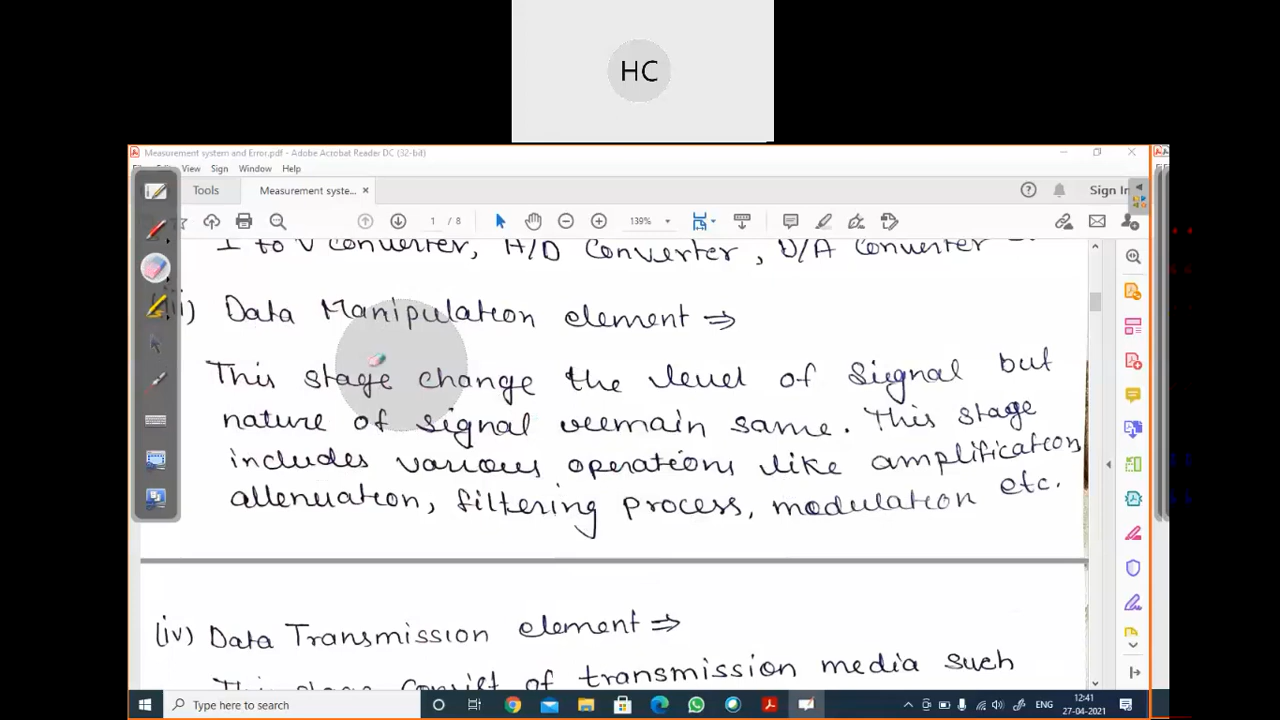 HC
Measurement system and Error.pdf - Adobe Acrobat Reader DC (32-bit)
View Sign Window Help
Tools Measurement syste... × Sign In
1 / 8 139%
I to V Converter, A/D Converter, D/A Converter
ii) Data Manipulation element ⇒
This stage change the level of signal but
nature of signal remain same. This stage
includes various operations like amplification,
attenuation, filtering process, modulation etc.
(iv) Data Transmission element ⇒
This stage consist of transmission media such
Type here to search
ENG 12:41
27-04-2021